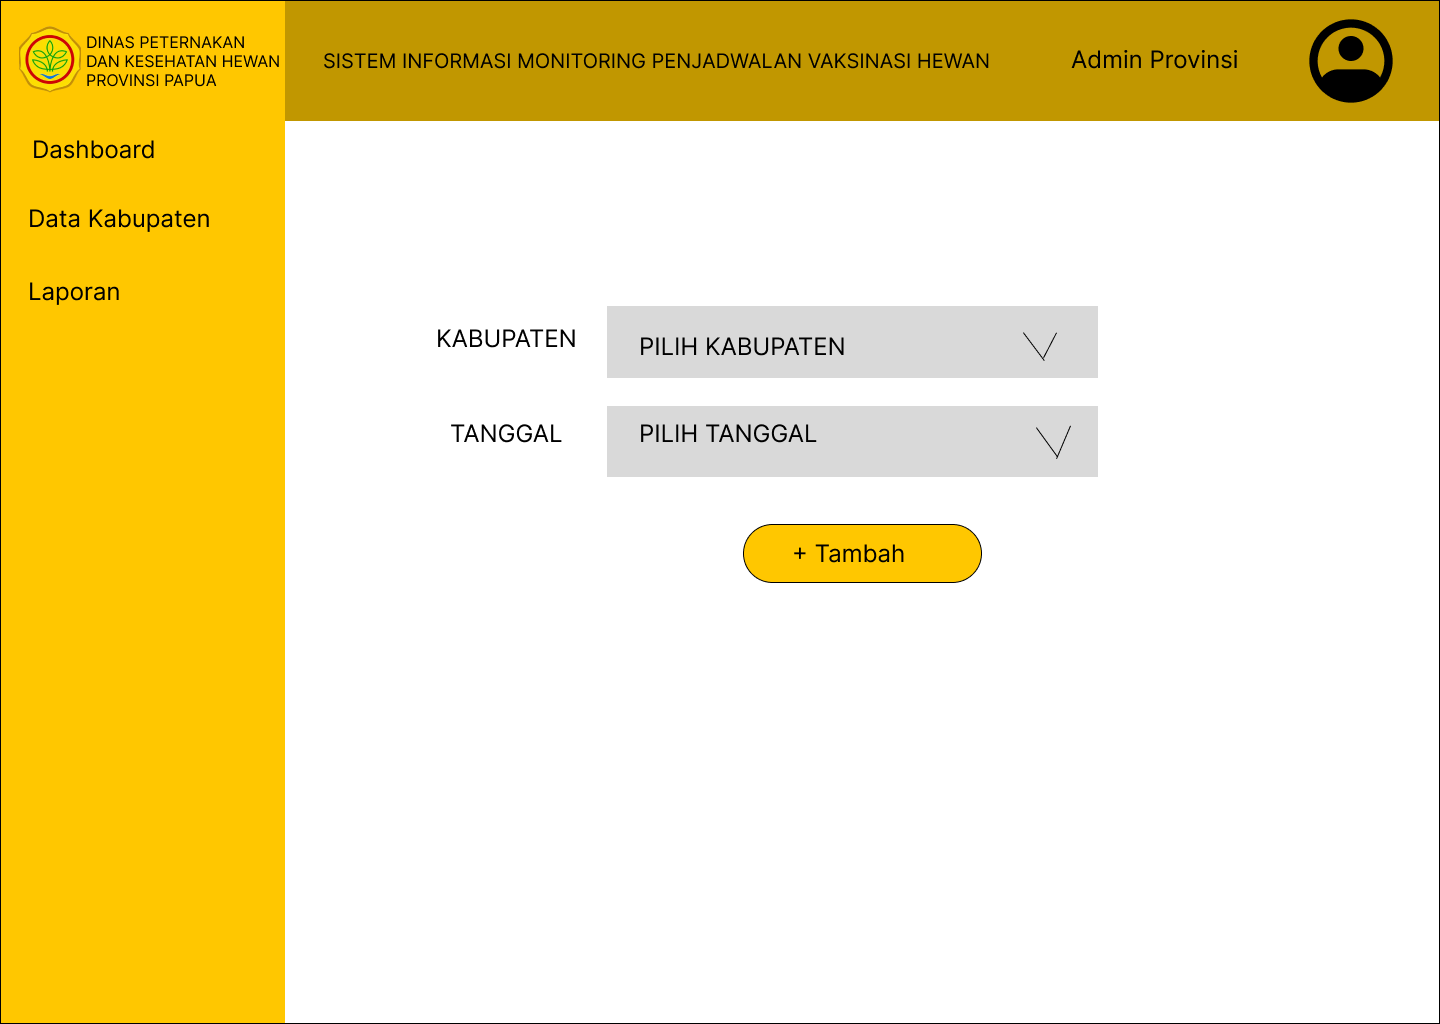 DINAS PETERNAKAN
DAN KESEHATAN HEWAN
PROVINSI PAPUA
SISTEM INFORMASI MONITORING PENJADWALAN VAKSINASI HEWAN
Admin Provinsi
Dashboard
Data Kabupaten
Laporan
KABUPATEN
PILIH KABUPATEN
TANGGAL
PILIH TANGGAL
+ Tambah